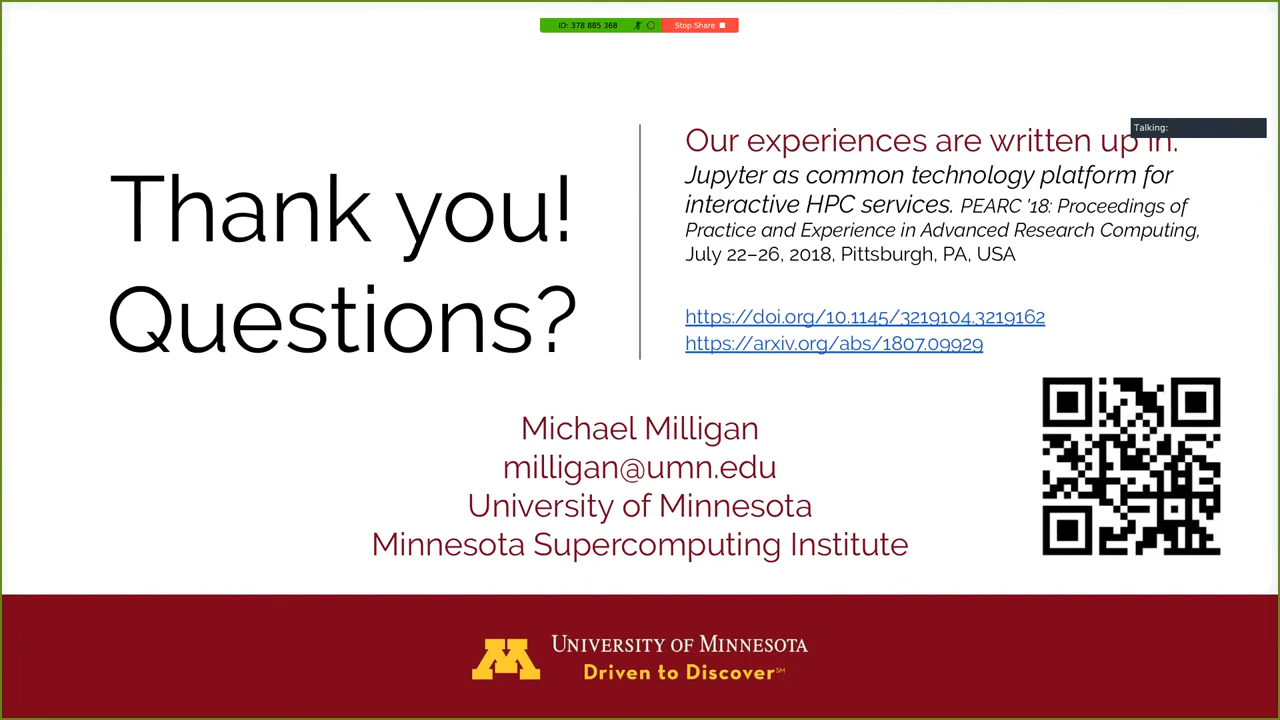 ID: 378 885 368
Stop Share
Talking:
Thank you!
Questions?
Our experiences are written up in:
Jupyter as common technology platform for
interactive HPC services. PEARC '18: Proceedings of
Practice and Experience in Advanced Research Computing,
July 22–26, 2018, Pittsburgh, PA, USA
https://doi.org/10.1145/3219104.3219162
https://arxiv.org/abs/1807.09929
Michael Milligan
milligan@umn.edu
University of Minnesota
Minnesota Supercomputing Institute
M UNIVERSITY OF MINNESOTA
Driven to Discover℠